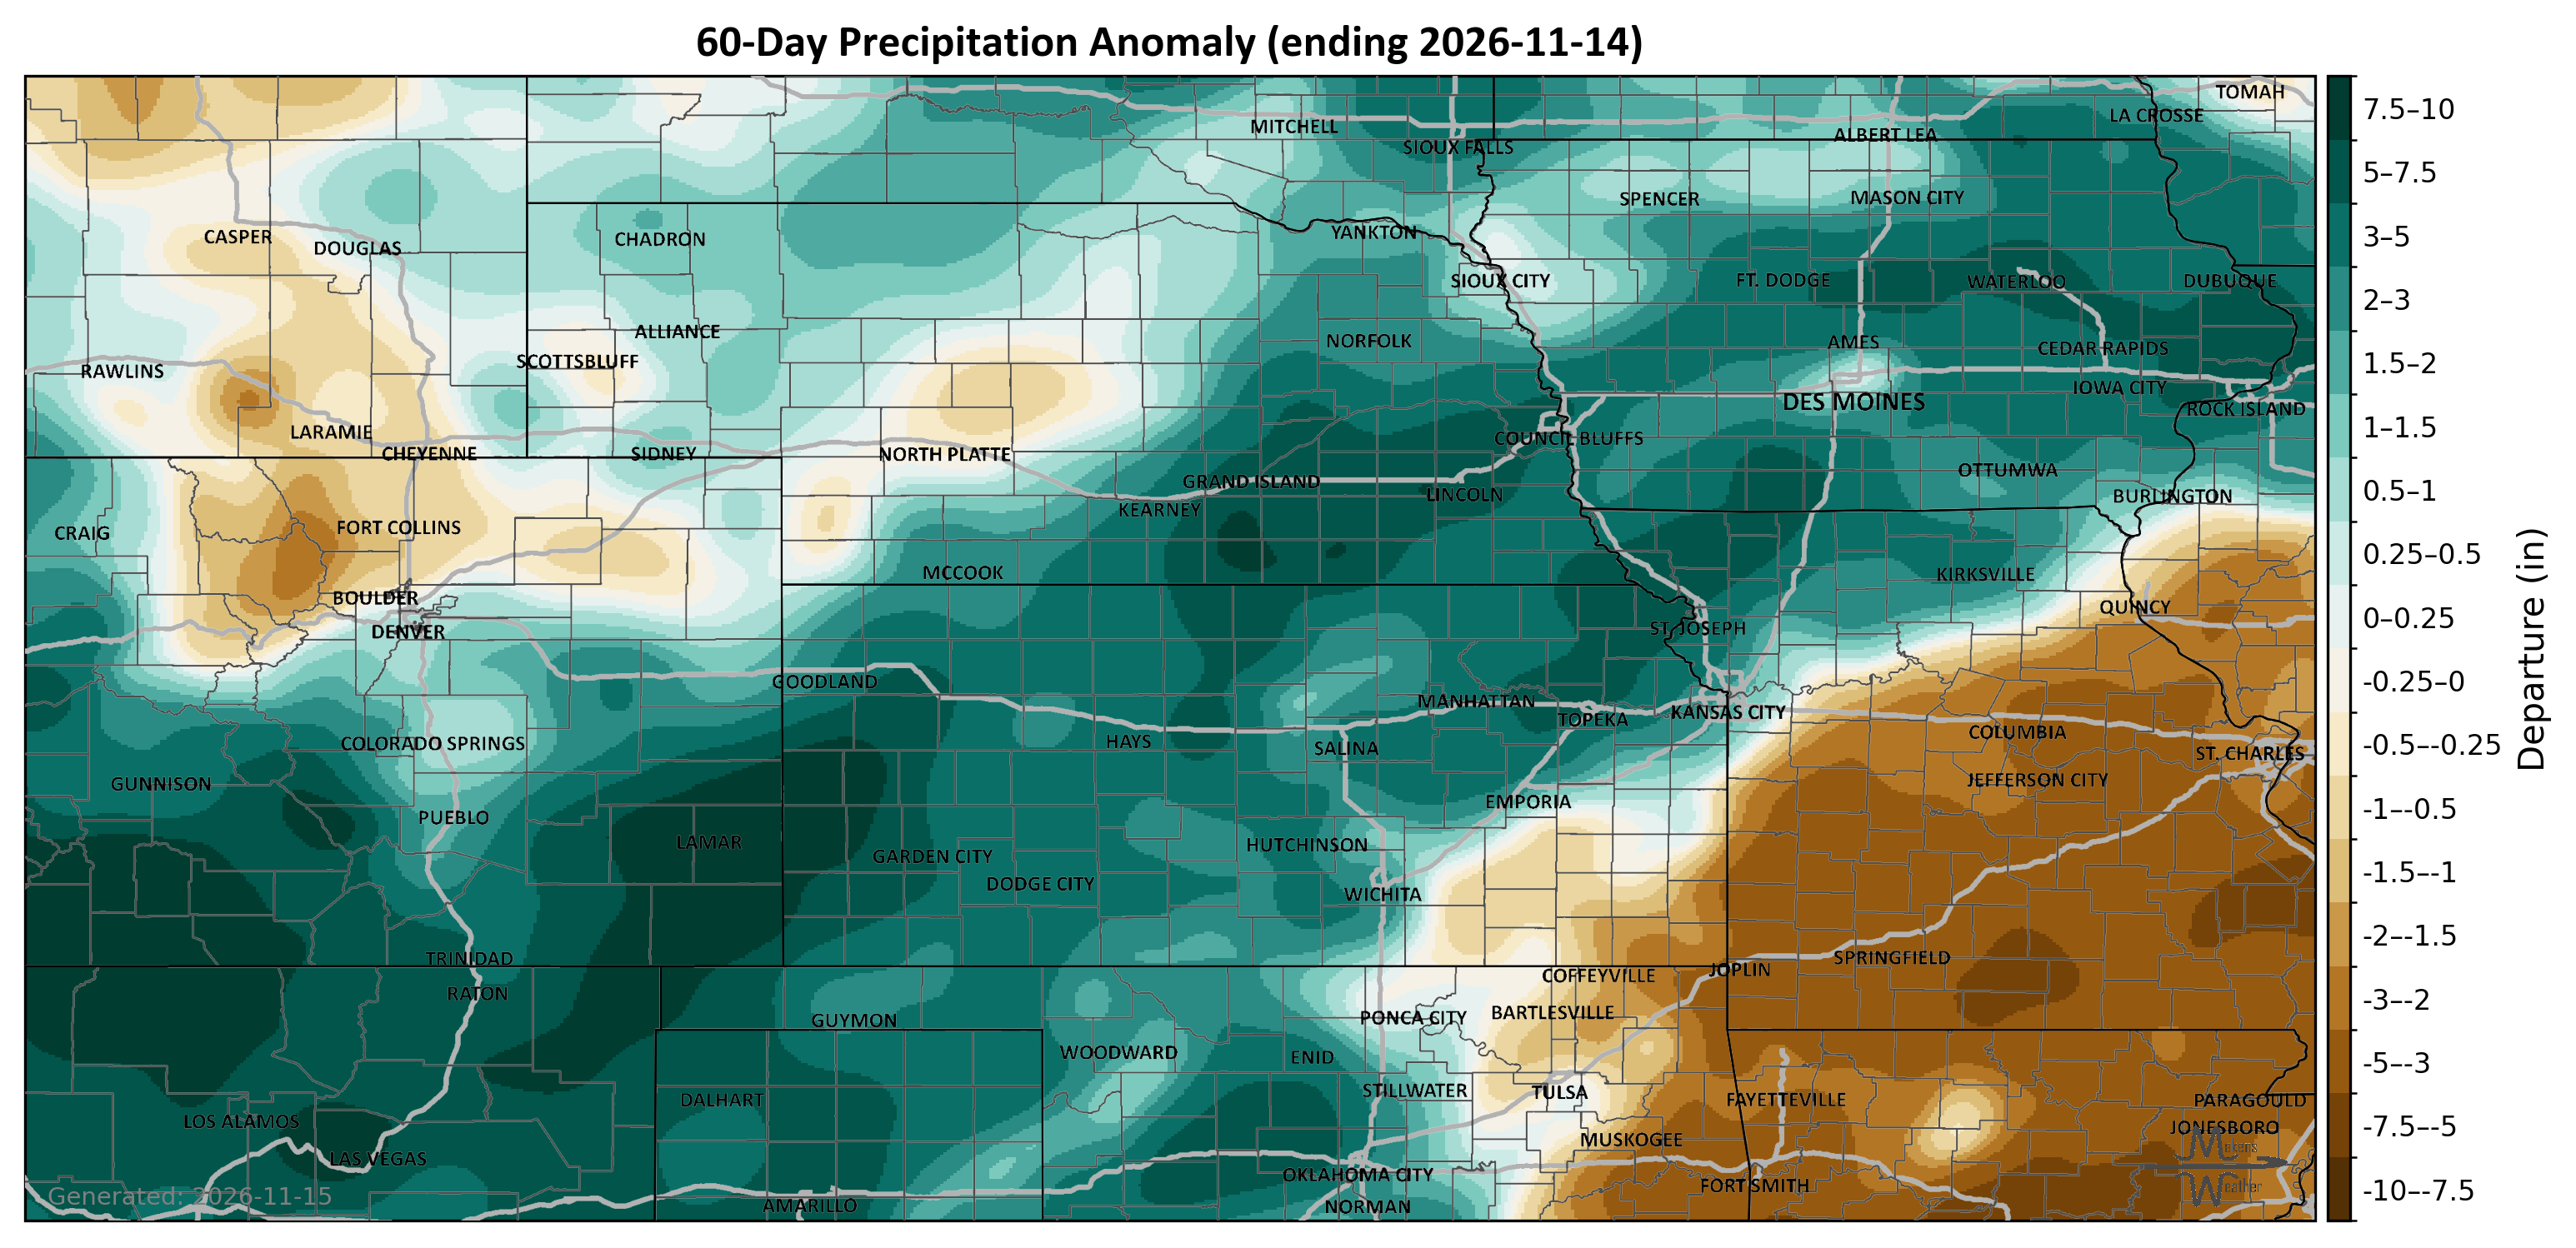 60-Day Precipitation Anomaly (ending 2026-11-14)
TOMAH
LA CROSSE
MITCHELL
ALBERT LEA
SIOUX FALLS
SPENCER
MASON CITY
CASPER
DOUGLAS
CHADRON
YANKTON
SIOUX CITY
FT. DODGE
WATERLOO
DUBUQUE
ALLIANCE
NORFOLK
AMES
CEDAR RAPIDS
SCOTTSBLUFF
RAWLINS
IOWA CITY
DES MOINES
ROCK ISLAND
LARAMIE
CHEYENNE
SIDNEY
NORTH PLATTE
COUNCIL BLUFFS
OTTUMWA
GRAND ISLAND
LINCOLN
BURLINGTON
KEARNEY
CRAIG
FORT COLLINS
MCCOOK
KIRKSVILLE
BOULDER
QUINCY
DENVER
ST. JOSEPH
GOODLAND
MANHATTAN
TOPEKA
KANSAS CITY
COLUMBIA
COLORADO SPRINGS
HAYS
SALINA
ST. CHARLES
GUNNISON
JEFFERSON CITY
EMPORIA
PUEBLO
LAMAR
HUTCHINSON
GARDEN CITY
DODGE CITY
WICHITA
TRINIDAD
SPRINGFIELD
COFFEYVILLE
JOPLIN
RATON
GUYMON
PONCA CITY
BARTLESVILLE
WOODWARD
ENID
DALHART
STILLWATER
TULSA
FAYETTEVILLE
PARAGOULD
LOS ALAMOS
JONESBORO
MUSKOGEE
LAS VEGAS
OKLAHOMA CITY
FORT SMITH
AMARILLO
NORMAN
Generated: 2026-11-15
Makens
Weather
7.5–10
5–7.5
3–5
2–3
1.5–2
1–1.5
0.5–1
0.25–0.5
0–0.25
-0.25–0
-0.5–-0.25
-1–-0.5
-1.5–-1
-2–-1.5
-3–-2
-5–-3
-7.5–-5
-10–-7.5
Departure (in)